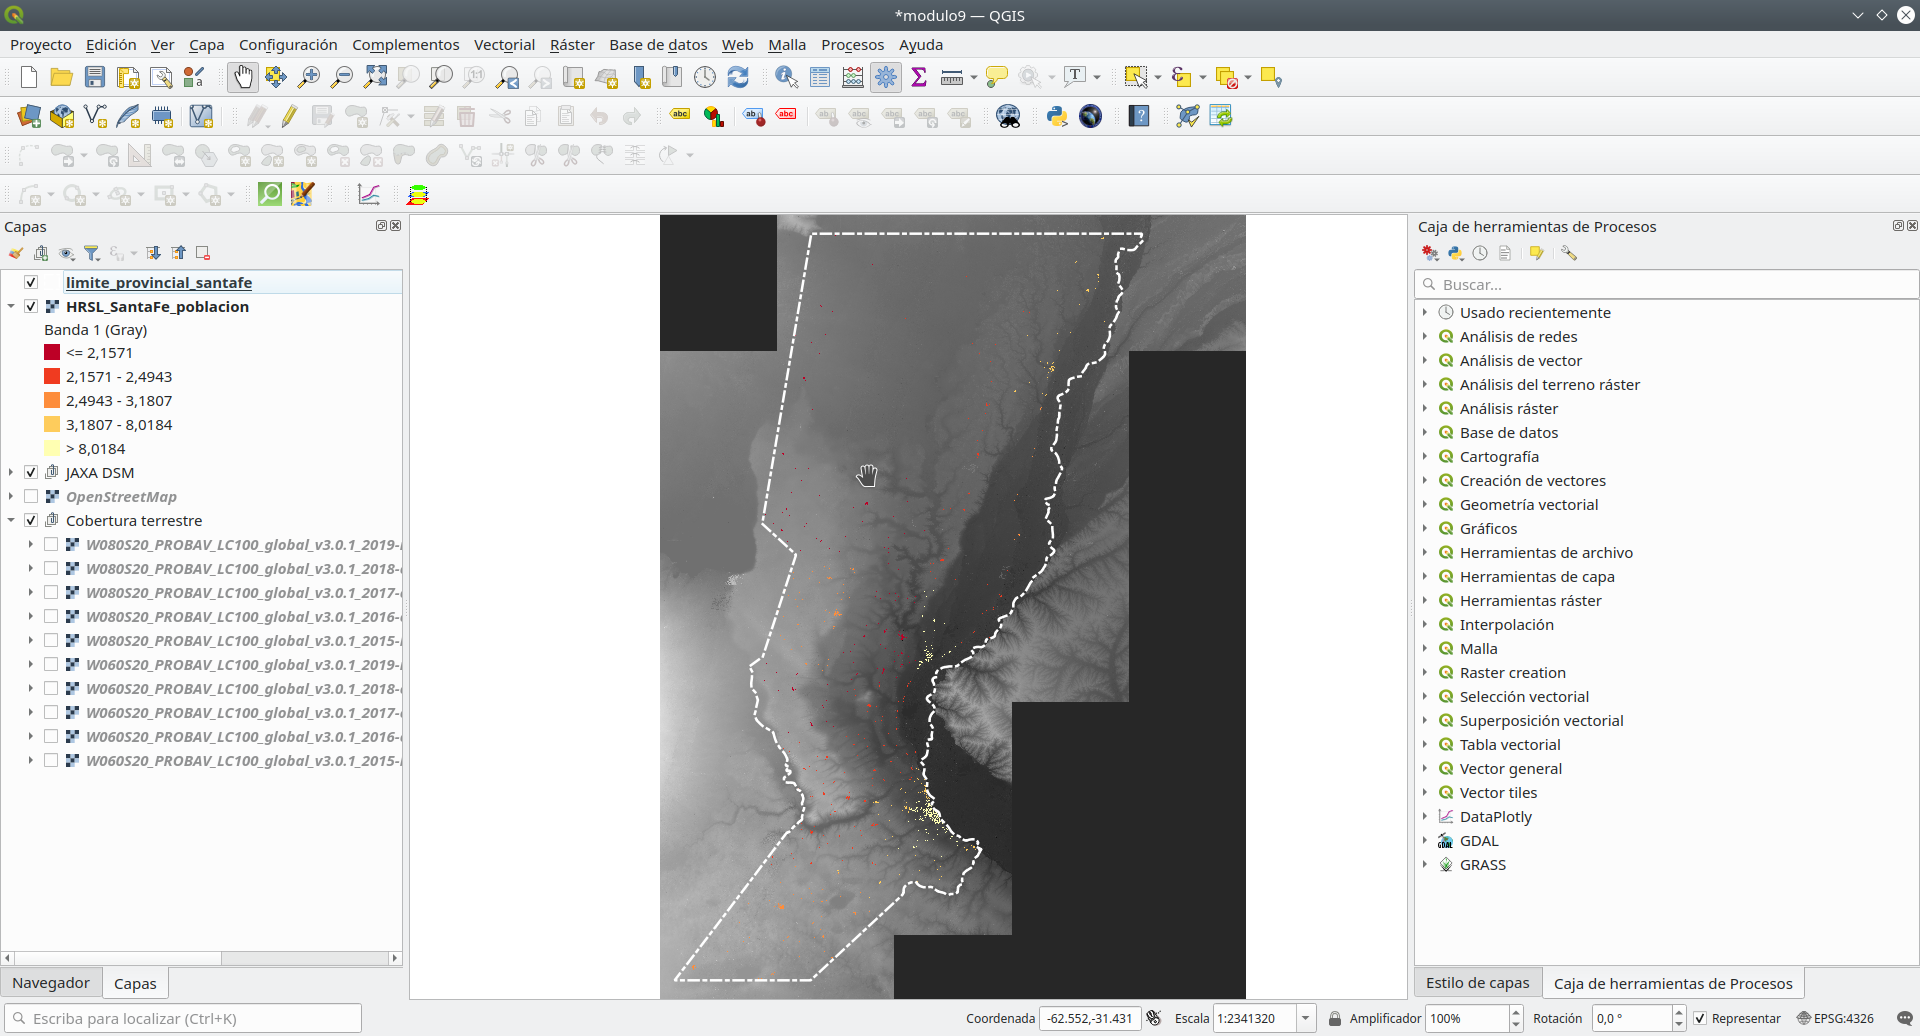 *modulo9 — QGIS
Proyecto Edición Ver Capa Configuración Complementos Vectorial Ráster Base de datos Web Malla Procesos Ayuda
Capas
limite_provincial_santafe
HRSL_SantaFe_poblacion
Banda 1 (Gray)
<= 2,1571
2,1571 - 2,4943
2,4943 - 3,1807
3,1807 - 8,0184
> 8,0184
JAXA DSM
OpenStreetMap
Cobertura terrestre
W080S20_PROBAV_LC100_global_v3.0.1_2019-
W080S20_PROBAV_LC100_global_v3.0.1_2018-
W080S20_PROBAV_LC100_global_v3.0.1_2017-
W080S20_PROBAV_LC100_global_v3.0.1_2016-
W080S20_PROBAV_LC100_global_v3.0.1_2015-
W060S20_PROBAV_LC100_global_v3.0.1_2019-
W060S20_PROBAV_LC100_global_v3.0.1_2018-
W060S20_PROBAV_LC100_global_v3.0.1_2017-
W060S20_PROBAV_LC100_global_v3.0.1_2016-
W060S20_PROBAV_LC100_global_v3.0.1_2015-
Navegador Capas
Caja de herramientas de Procesos
Buscar...
Usado recientemente
Análisis de redes
Análisis de vector
Análisis del terreno ráster
Análisis ráster
Base de datos
Cartografía
Creación de vectores
Geometría vectorial
Gráficos
Herramientas de archivo
Herramientas de capa
Herramientas ráster
Interpolación
Malla
Raster creation
Selección vectorial
Superposición vectorial
Tabla vectorial
Vector general
Vector tiles
DataPlotly
GDAL
GRASS
Estilo de capas Caja de herramientas de Procesos
Escriba para localizar (Ctrl+K)
Coordenada -62.552,-31.431 Escala 1:2341320 Amplificador 100% Rotación 0,0 ° Representar EPSG:4326